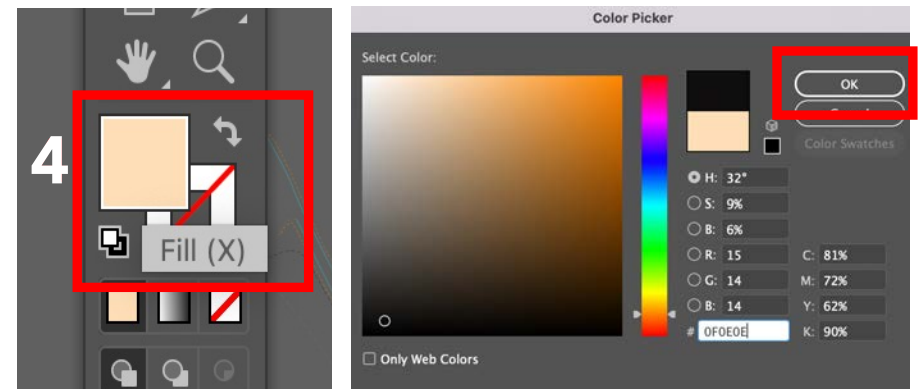 4
Fill (X)
Color Picker
Select Color:
OK
Color Swatches
H: 32°
S: 9%
B: 6%
R: 15
G: 14
B: 14
# 0F0E0E
C: 81%
M: 72%
Y: 62%
K: 90%
Only Web Colors